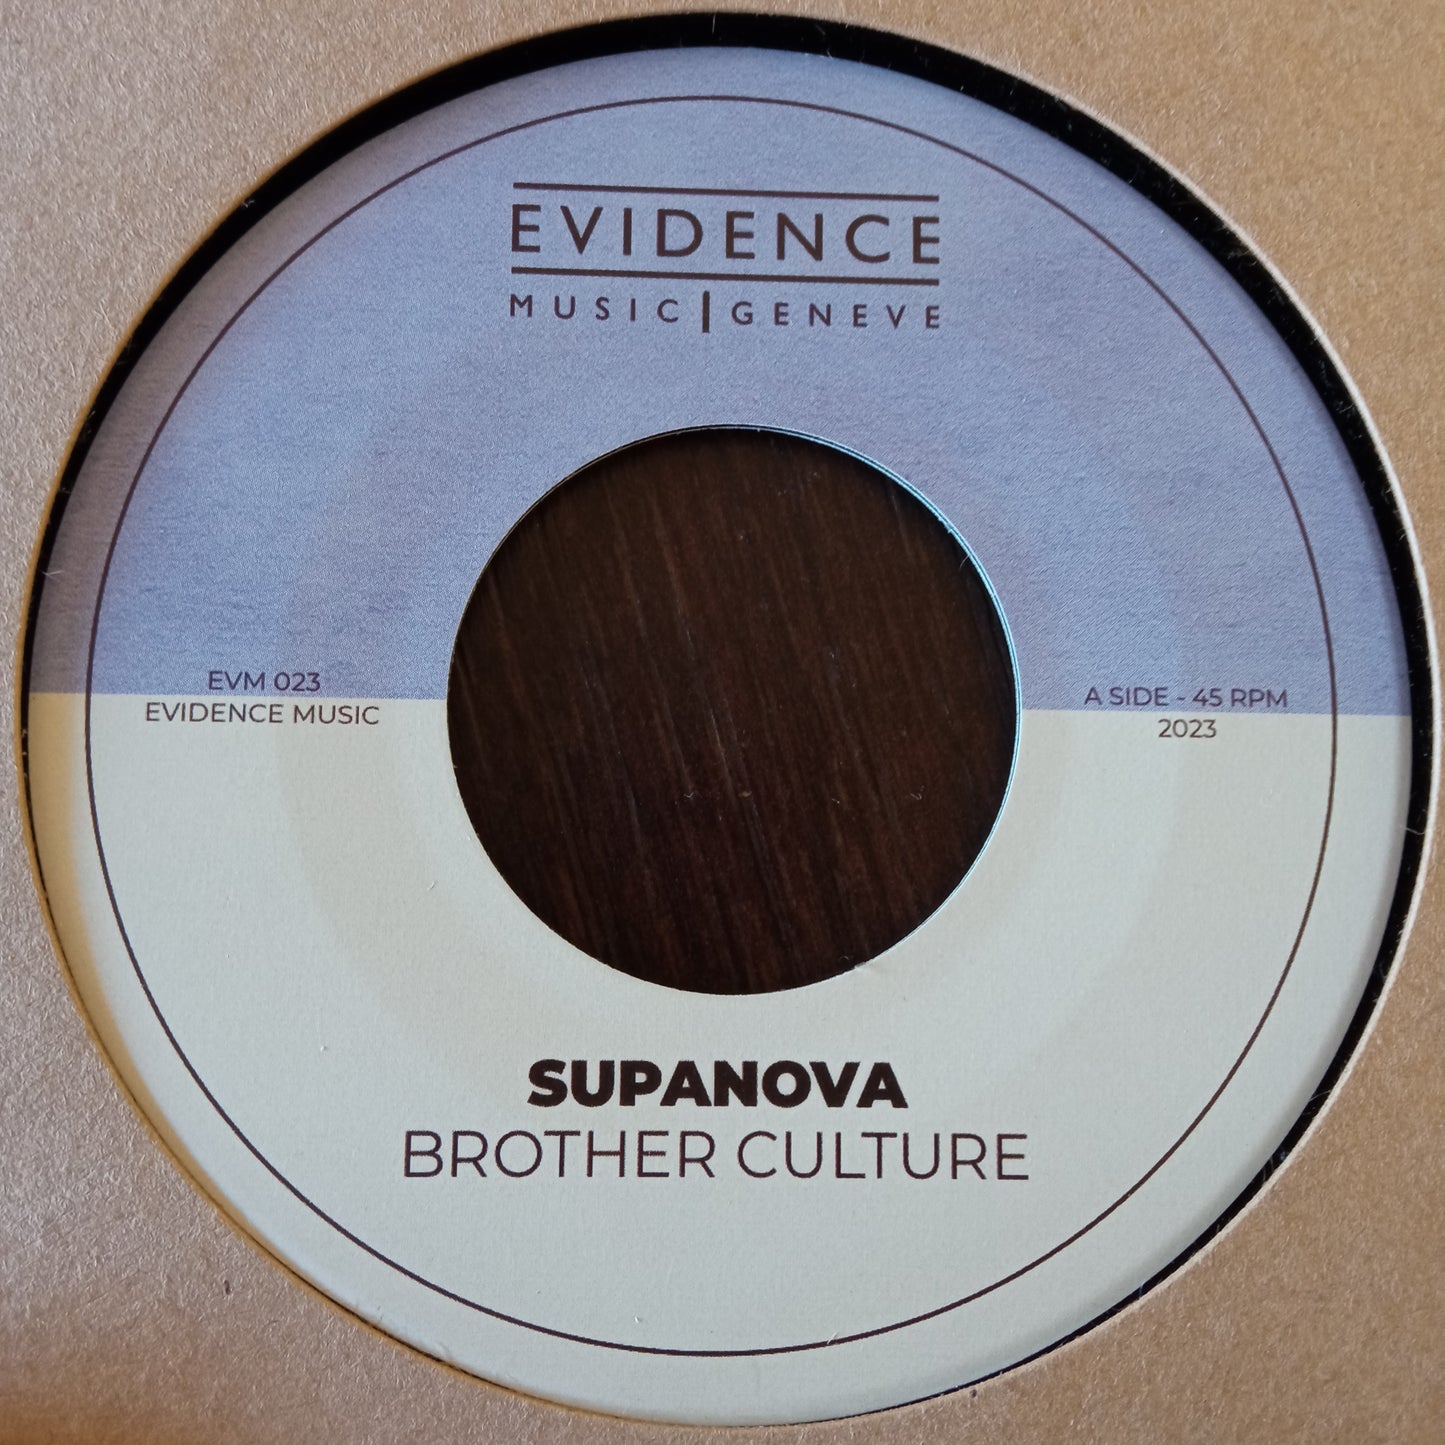 EVIDENCE
MUSIC|GENEVE
EVM 023
EVIDENCE MUSIC
A SIDE - 45 RPM
2023
SUPANOVA
BROTHER CULTURE